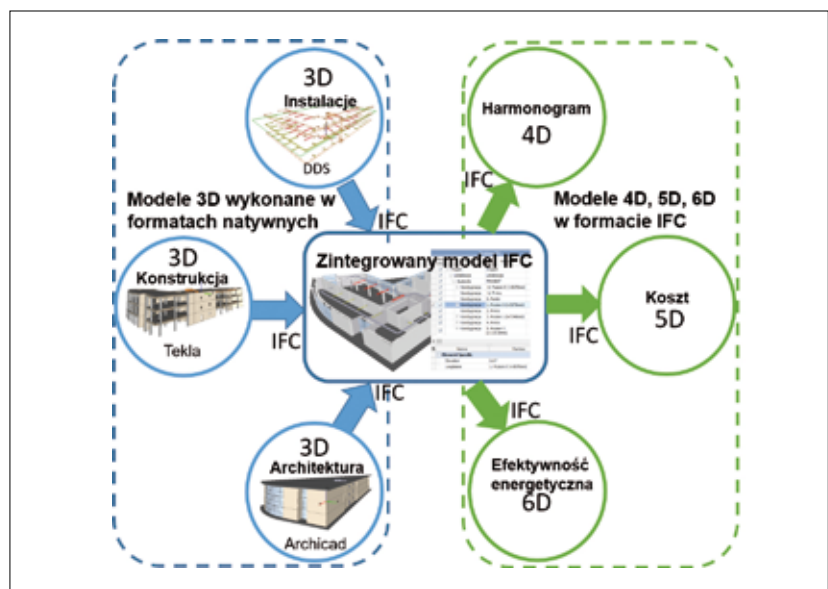 3D
Instalacje
DDS
IFC
Modele 3D wykonane w
formatach natywnych
3D
Konstrukcja
Tekla
IFC
3D
Architektura
Archicad
IFC
Zintegrowany model IFC
Harmonogram
4D
IFC
Modele 4D, 5D, 6D
w formacie IFC
Koszt
5D
IFC
Efektywność
energetyczna
6D
IFC